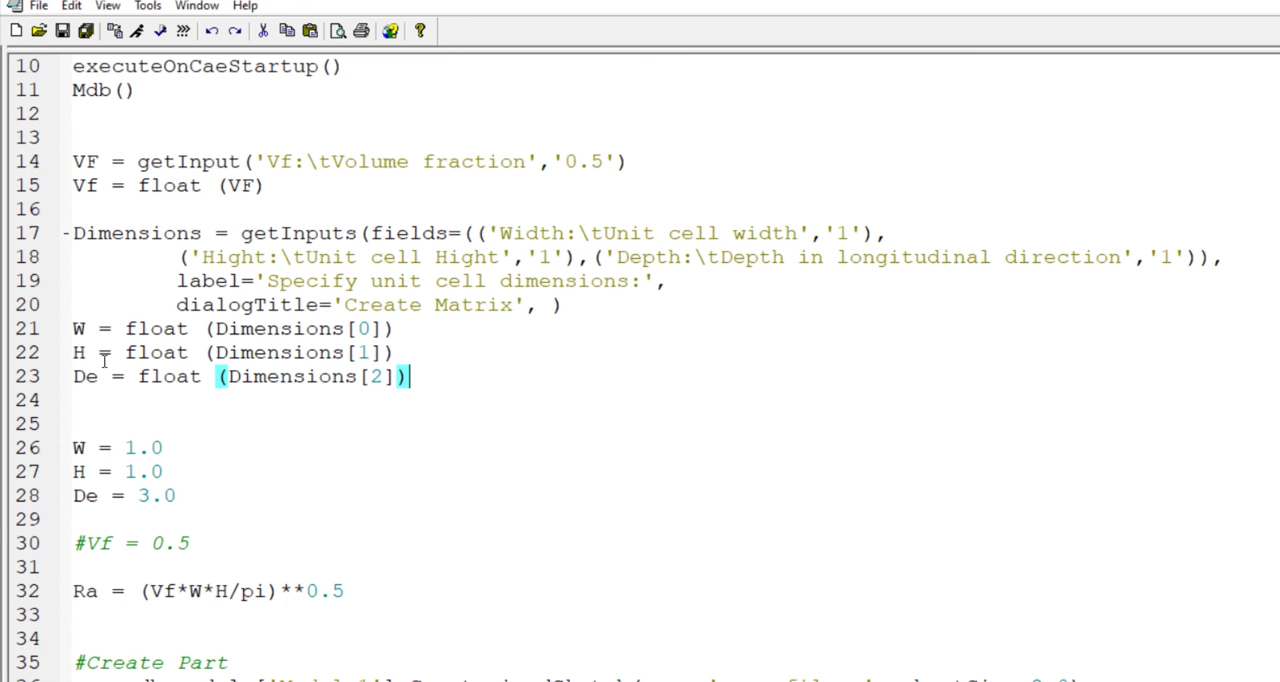 File Edit View Tools Window Help
10 executeOnCaeStartup()
11 Mdb()
12
13
14 VF = getInput('Vf:\tVolume fraction','0.5')
15 Vf = float (VF)
16
17 -Dimensions = getInputs(fields=(('Width:\tUnit cell width','1'),
18 ('Hight:\tUnit cell Hight','1'),('Depth:\tDepth in longitudinal direction','1')),
19 label='Specify unit cell dimensions:',
20 dialogTitle='Create Matrix', )
21 W = float (Dimensions[0])
22 H = float (Dimensions[1])
23 De = float (Dimensions[2])
24
25
26 W = 1.0
27 H = 1.0
28 De = 3.0
29
30 #Vf = 0.5
31
32 Ra = (Vf*W*H/pi)**0.5
33
34
35 #Create Part